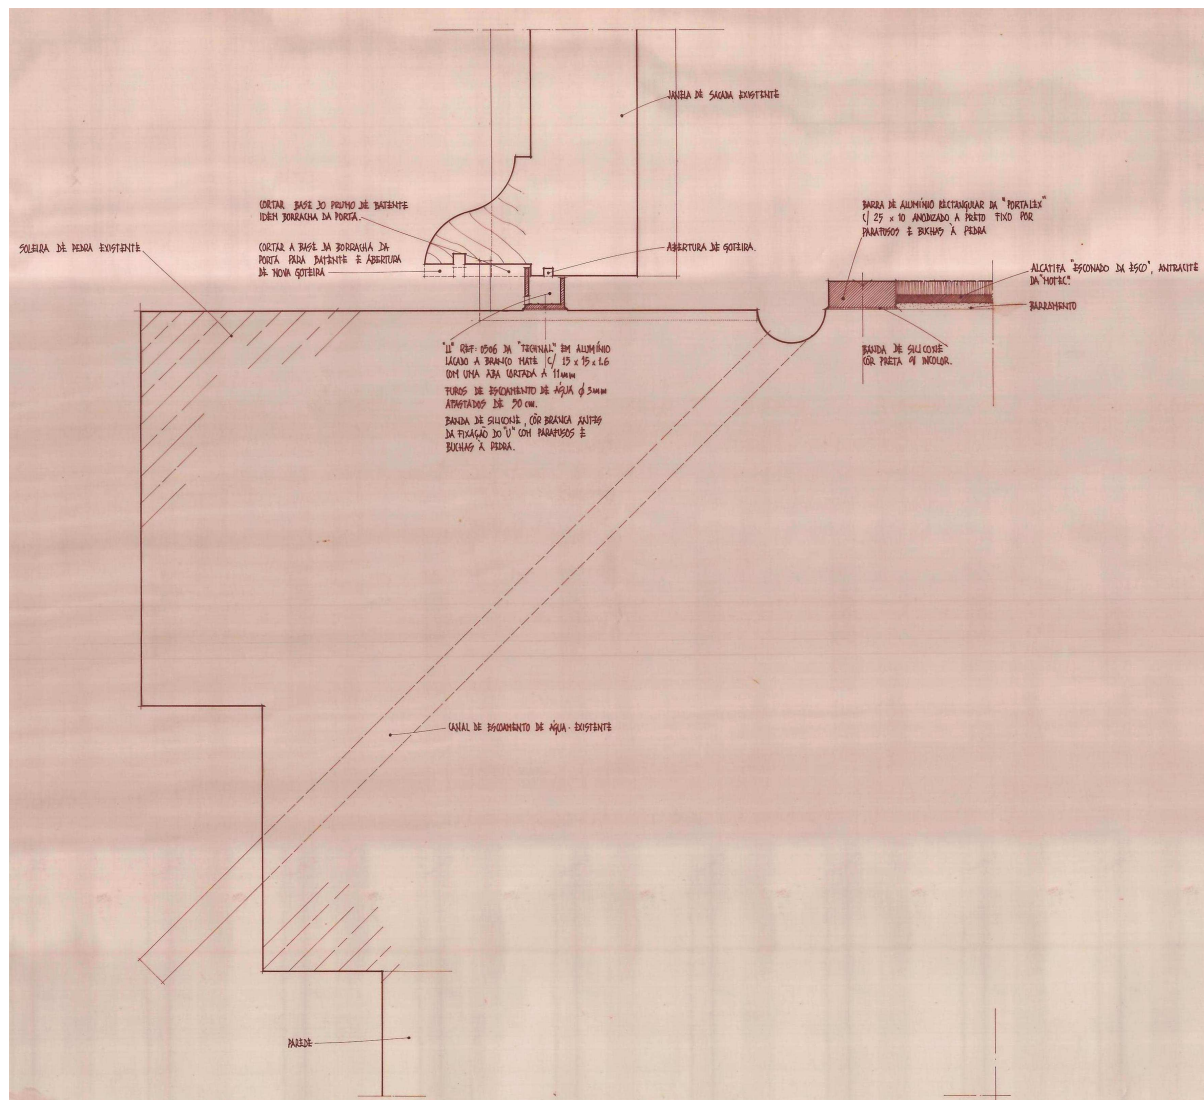 JANELA DE SACADA EXISTENTE
CORTAR BASE DO PRUMO DE BATENTE
IDEM BORRACHA DA PORTA.
CORTAR A BASE DA BORRACHA DA
PORTA PARA BATENTE E ABERTURA
DE NOVA GOTEIRA
SOLEIRA DE PEDRA EXISTENTE
ABERTURA DE GOTEIRA.
BARRA DE ALUMÍNIO RECTANGULAR DA "PORTALEX"
C/ 25 x 10 ANODIZADO A PRETO FIXO POR
PARAFUSOS E BUCHAS À PEDRA
ALCATIFA "ESCONADO DA ESCO", ANTRACITE
DA "MOTEC".
BARRAMENTO
BANDA DE SILICONE
CÔR PRETA OU INCOLOR.
"U" REF: 0506 DA "TECNINAL" EM ALUMÍNIO
LACADO A BRANCO MATE C/ 15 x 15 x 1.6
COM UMA ABA CORTADA A 11mm
FUROS DE ESCOAMENTO DE ÁGUA ϕ 3mm
AFASTADOS DE 50 cm.
BANDA DE SILICONE, CÔR BRANCA ANTES
DA FIXAÇÃO DO "U" COM PARAFUSOS E
BUCHAS À PEDRA.
CANAL DE ESCOAMENTO DE ÁGUA - EXISTENTE
PAREDE